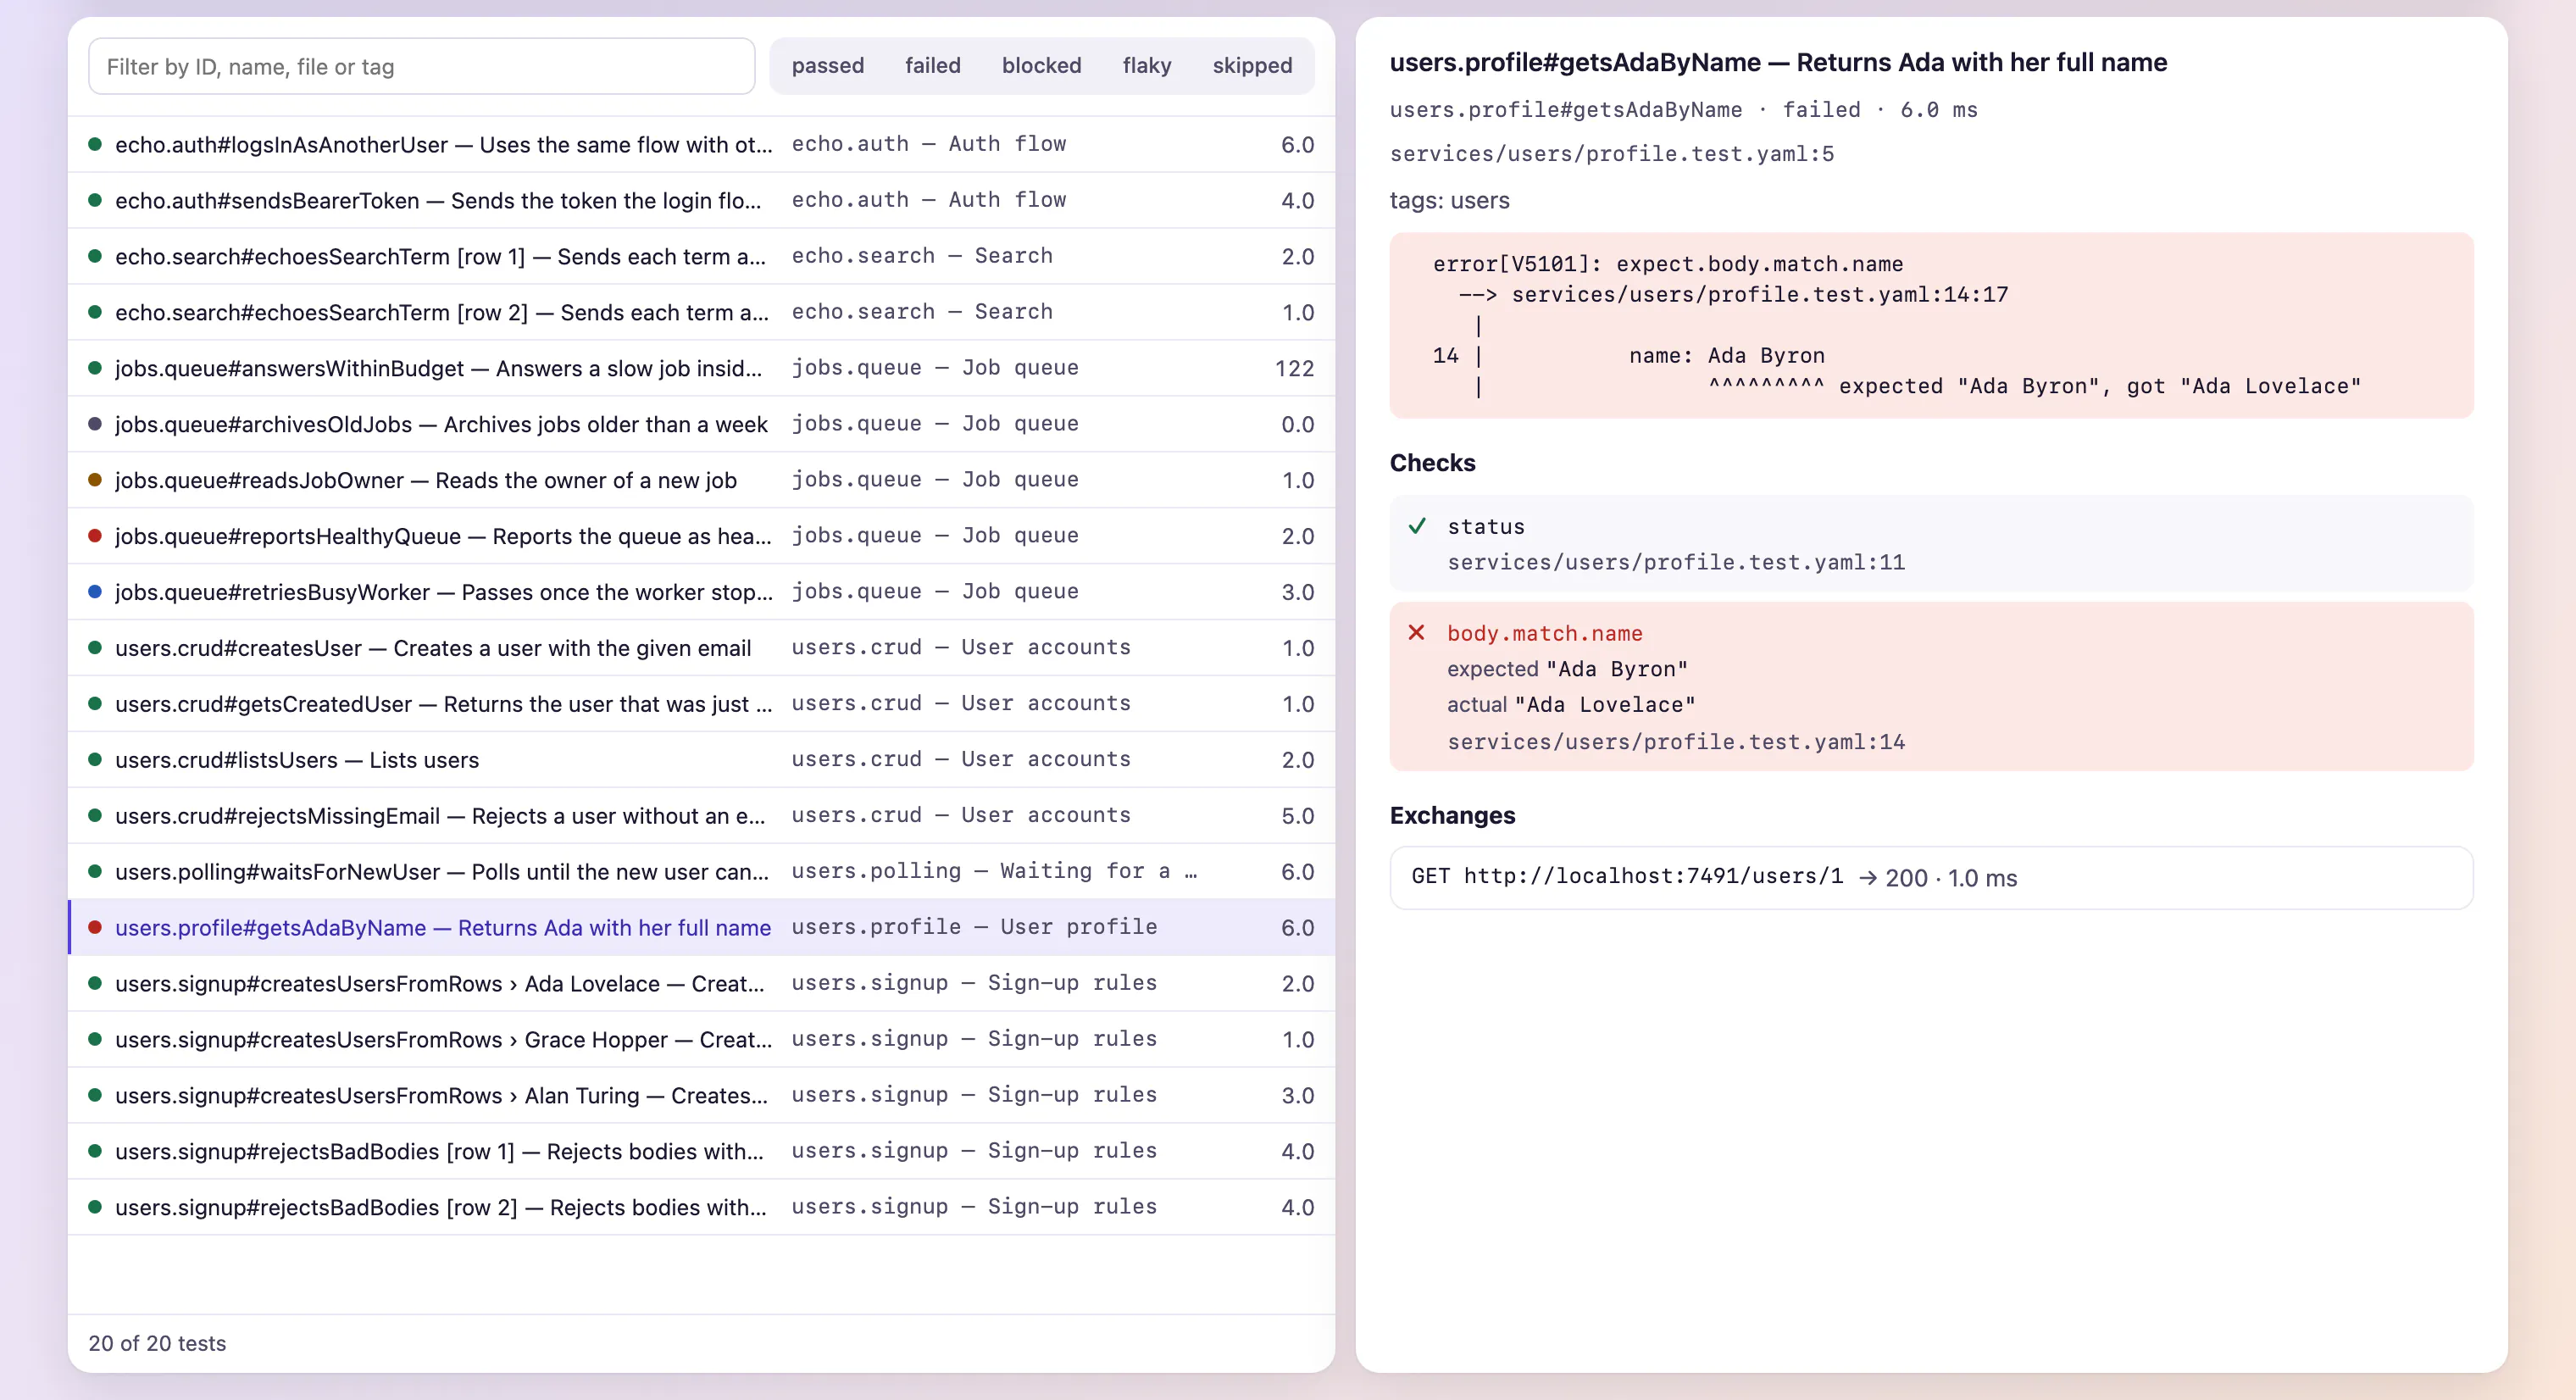 Filter by ID, name, file or tag
passed failed blocked flaky skipped
echo.auth#logsInAsAnotherUser — Uses the same flow with ot... echo.auth — Auth flow 6.0
echo.auth#sendsBearerToken — Sends the token the login flo... echo.auth — Auth flow 4.0
echo.search#echoesSearchTerm [row 1] — Sends each term a... echo.search — Search 2.0
echo.search#echoesSearchTerm [row 2] — Sends each term a... echo.search — Search 1.0
jobs.queue#answersWithinBudget — Answers a slow job insid... jobs.queue — Job queue 122
jobs.queue#archivesOldJobs — Archives jobs older than a week jobs.queue — Job queue 0.0
jobs.queue#readsJobOwner — Reads the owner of a new job jobs.queue — Job queue 1.0
jobs.queue#reportsHealthyQueue — Reports the queue as hea... jobs.queue — Job queue 2.0
jobs.queue#retriesBusyWorker — Passes once the worker stop... jobs.queue — Job queue 3.0
users.crud#createsUser — Creates a user with the given email users.crud — User accounts 1.0
users.crud#getsCreatedUser — Returns the user that was just ... users.crud — User accounts 1.0
users.crud#listsUsers — Lists users users.crud — User accounts 2.0
users.crud#rejectsMissingEmail — Rejects a user without an e... users.crud — User accounts 5.0
users.polling#waitsForNewUser — Polls until the new user can... users.polling — Waiting for a … 6.0
users.profile#getsAdaByName — Returns Ada with her full name users.profile — User profile 6.0
users.signup#createsUsersFromRows › Ada Lovelace — Creat... users.signup — Sign-up rules 2.0
users.signup#createsUsersFromRows › Grace Hopper — Creat... users.signup — Sign-up rules 1.0
users.signup#createsUsersFromRows › Alan Turing — Creates... users.signup — Sign-up rules 3.0
users.signup#rejectsBadBodies [row 1] — Rejects bodies with... users.signup — Sign-up rules 4.0
users.signup#rejectsBadBodies [row 2] — Rejects bodies with... users.signup — Sign-up rules 4.0
20 of 20 tests
users.profile#getsAdaByName — Returns Ada with her full name
users.profile#getsAdaByName · failed · 6.0 ms
services/users/profile.test.yaml:5
tags: users
error[V5101]: expect.body.match.name
--> services/users/profile.test.yaml:14:17
|
14 | name: Ada Byron
| ^^^^^^^^^ expected "Ada Byron", got "Ada Lovelace"
Checks
✓ status
services/users/profile.test.yaml:11
✕ body.match.name
expected "Ada Byron"
actual "Ada Lovelace"
services/users/profile.test.yaml:14
Exchanges
GET http://localhost:7491/users/1 → 200 · 1.0 ms